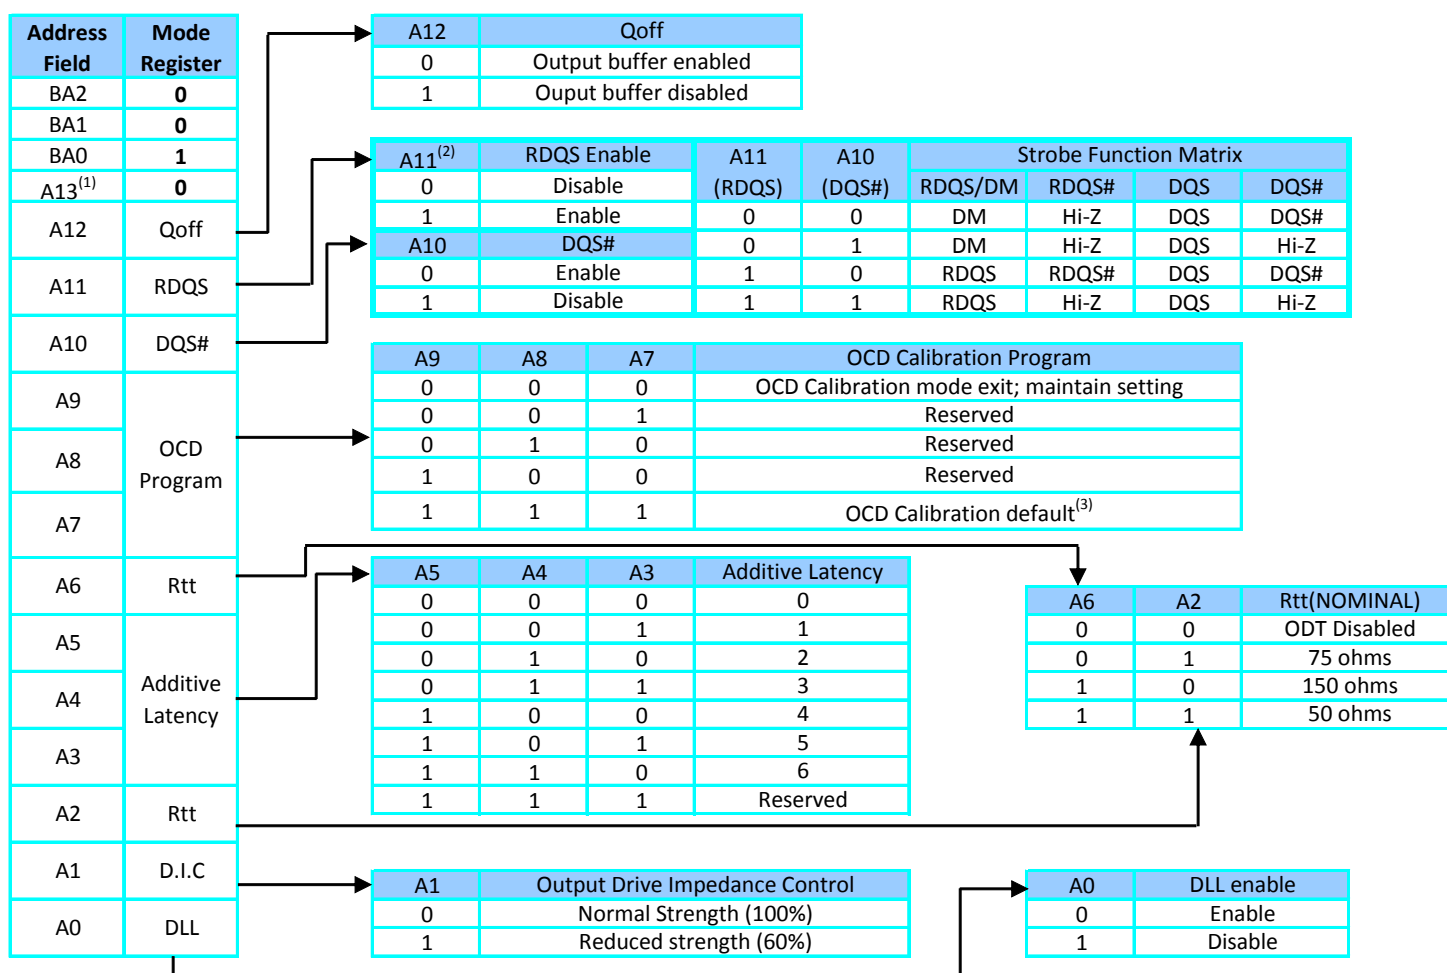 Address Field Mode Register
BA2 0
BA1 0
BA0 1
A13(1) 0
A12 Qoff
A11 RDQS
A10 DQS#
A9
A8 OCD Program
A7
A6 Rtt
A5
A4 Additive Latency
A3
A2 Rtt
A1 D.I.C
A0 DLL
A12 Qoff
0 Output buffer enabled
1 Ouput buffer disabled
A11(2) RDQS Enable
0 Disable
1 Enable
A10 DQS#
0 Enable
1 Disable
A11 (RDQS) A10 (DQS#) Strobe Function Matrix
RDQS/DM RDQS# DQS DQS#
0 0 DM Hi-Z DQS DQS#
0 1 DM Hi-Z DQS Hi-Z
1 0 RDQS RDQS# DQS DQS#
1 1 RDQS Hi-Z DQS Hi-Z
A9 A8 A7 OCD Calibration Program
0 0 0 OCD Calibration mode exit; maintain setting
0 0 1 Reserved
0 1 0 Reserved
1 0 0 Reserved
1 1 1 OCD Calibration default(3)
A5 A4 A3 Additive Latency
0 0 0 0
0 0 1 1
0 1 0 2
0 1 1 3
1 0 0 4
1 0 1 5
1 1 0 6
1 1 1 Reserved
A6 A2 Rtt(NOMINAL)
0 0 ODT Disabled
0 1 75 ohms
1 0 150 ohms
1 1 50 ohms
A1 Output Drive Impedance Control
0 Normal Strength (100%)
1 Reduced strength (60%)
A0 DLL enable
0 Enable
1 Disable